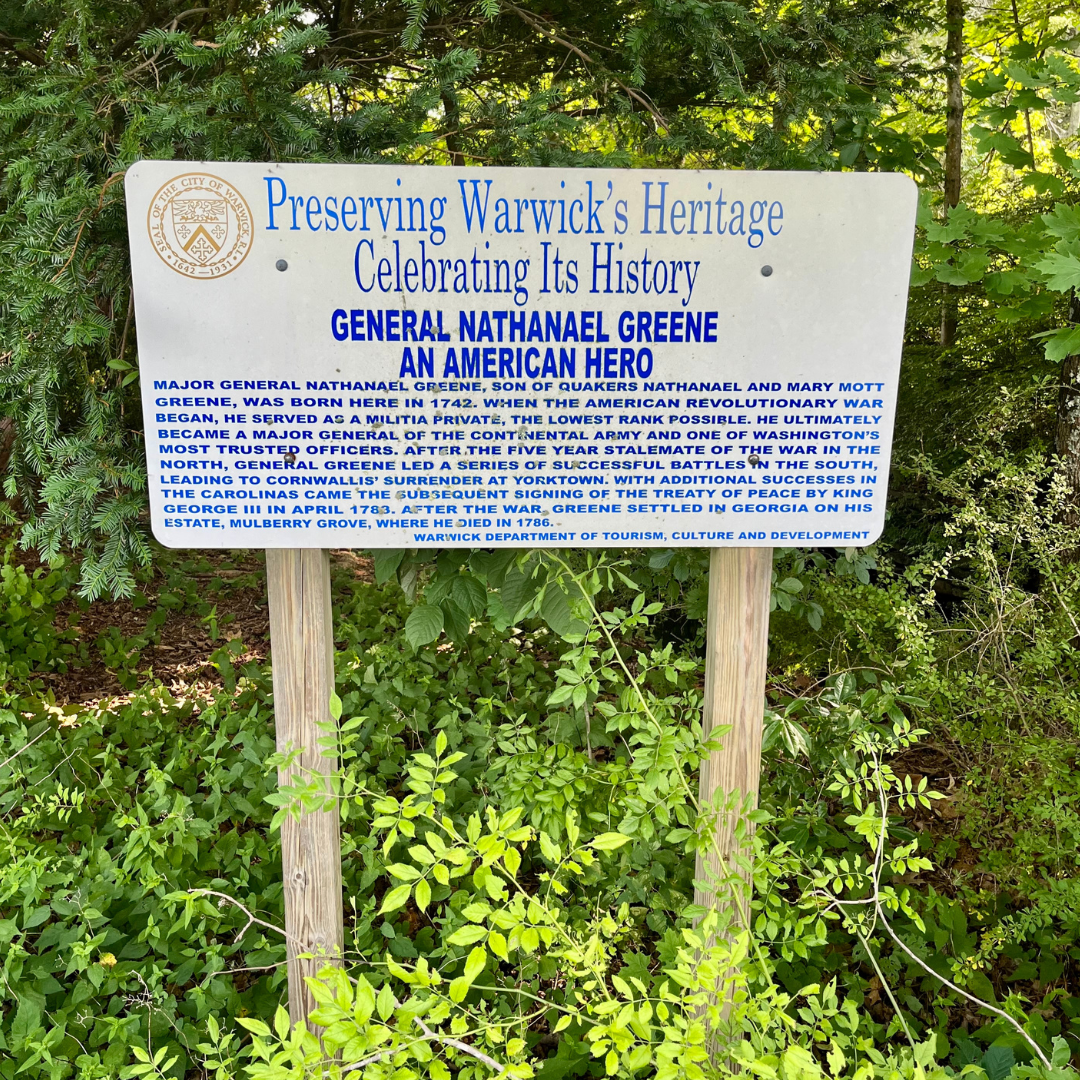 SEAL OF THE CITY OF WARWICK, R.I.
1642 — 1931
Preserving Warwick's Heritage
Celebrating Its History
GENERAL NATHANAEL GREENE
AN AMERICAN HERO
MAJOR GENERAL NATHANAEL GREENE, SON OF QUAKERS NATHANAEL AND MARY MOTT
GREENE, WAS BORN HERE IN 1742. WHEN THE AMERICAN REVOLUTIONARY WAR
BEGAN, HE SERVED AS A MILITIA PRIVATE, THE LOWEST RANK POSSIBLE. HE ULTIMATELY
BECAME A MAJOR GENERAL OF THE CONTINENTAL ARMY AND ONE OF WASHINGTON'S
MOST TRUSTED OFFICERS. AFTER THE FIVE YEAR STALEMATE OF THE WAR IN THE
NORTH, GENERAL GREENE LED A SERIES OF SUCCESSFUL BATTLES IN THE SOUTH,
LEADING TO CORNWALLIS' SURRENDER AT YORKTOWN. WITH ADDITIONAL SUCCESSES IN
THE CAROLINAS CAME THE SUBSEQUENT SIGNING OF THE TREATY OF PEACE BY KING
GEORGE III IN APRIL 1783. AFTER THE WAR, GREENE SETTLED IN GEORGIA ON HIS
ESTATE, MULBERRY GROVE, WHERE HE DIED IN 1786.
WARWICK DEPARTMENT OF TOURISM, CULTURE AND DEVELOPMENT